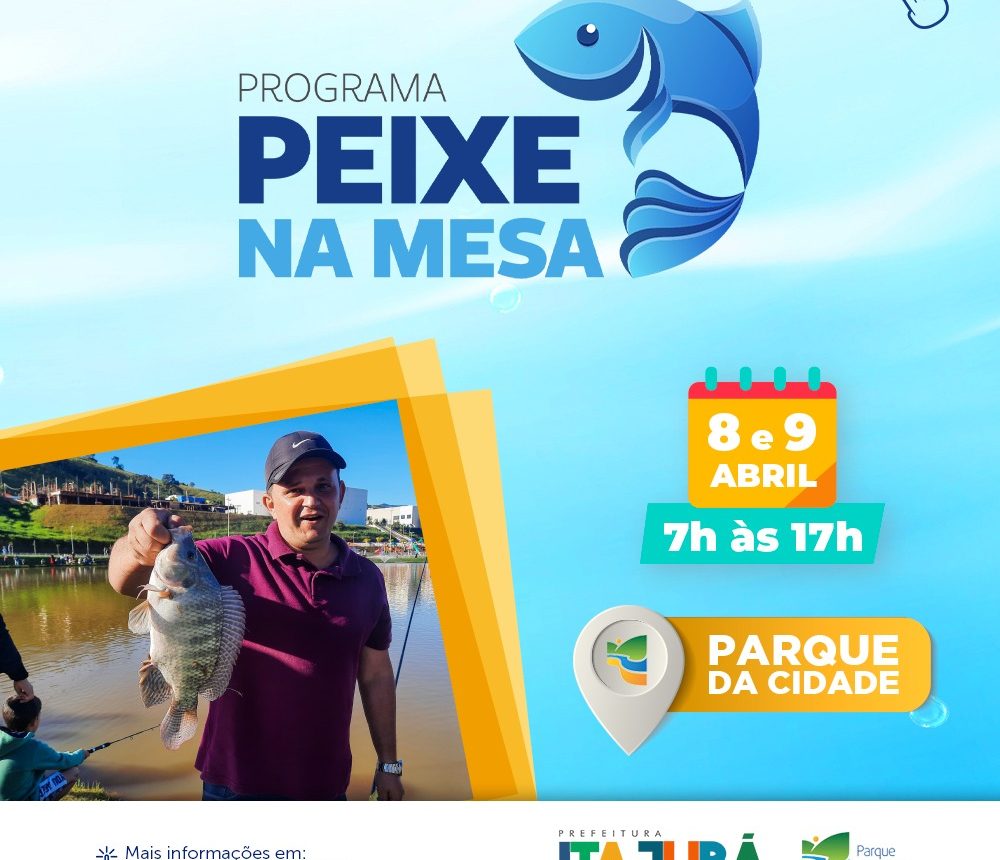 PROGRAMA
PEIXE
NA MESA
8 e 9
ABRIL
7h às 17h
PARQUE
DA CIDADE
Mais informações em:
PREFEITURA
ITAJUBÁ
Parque